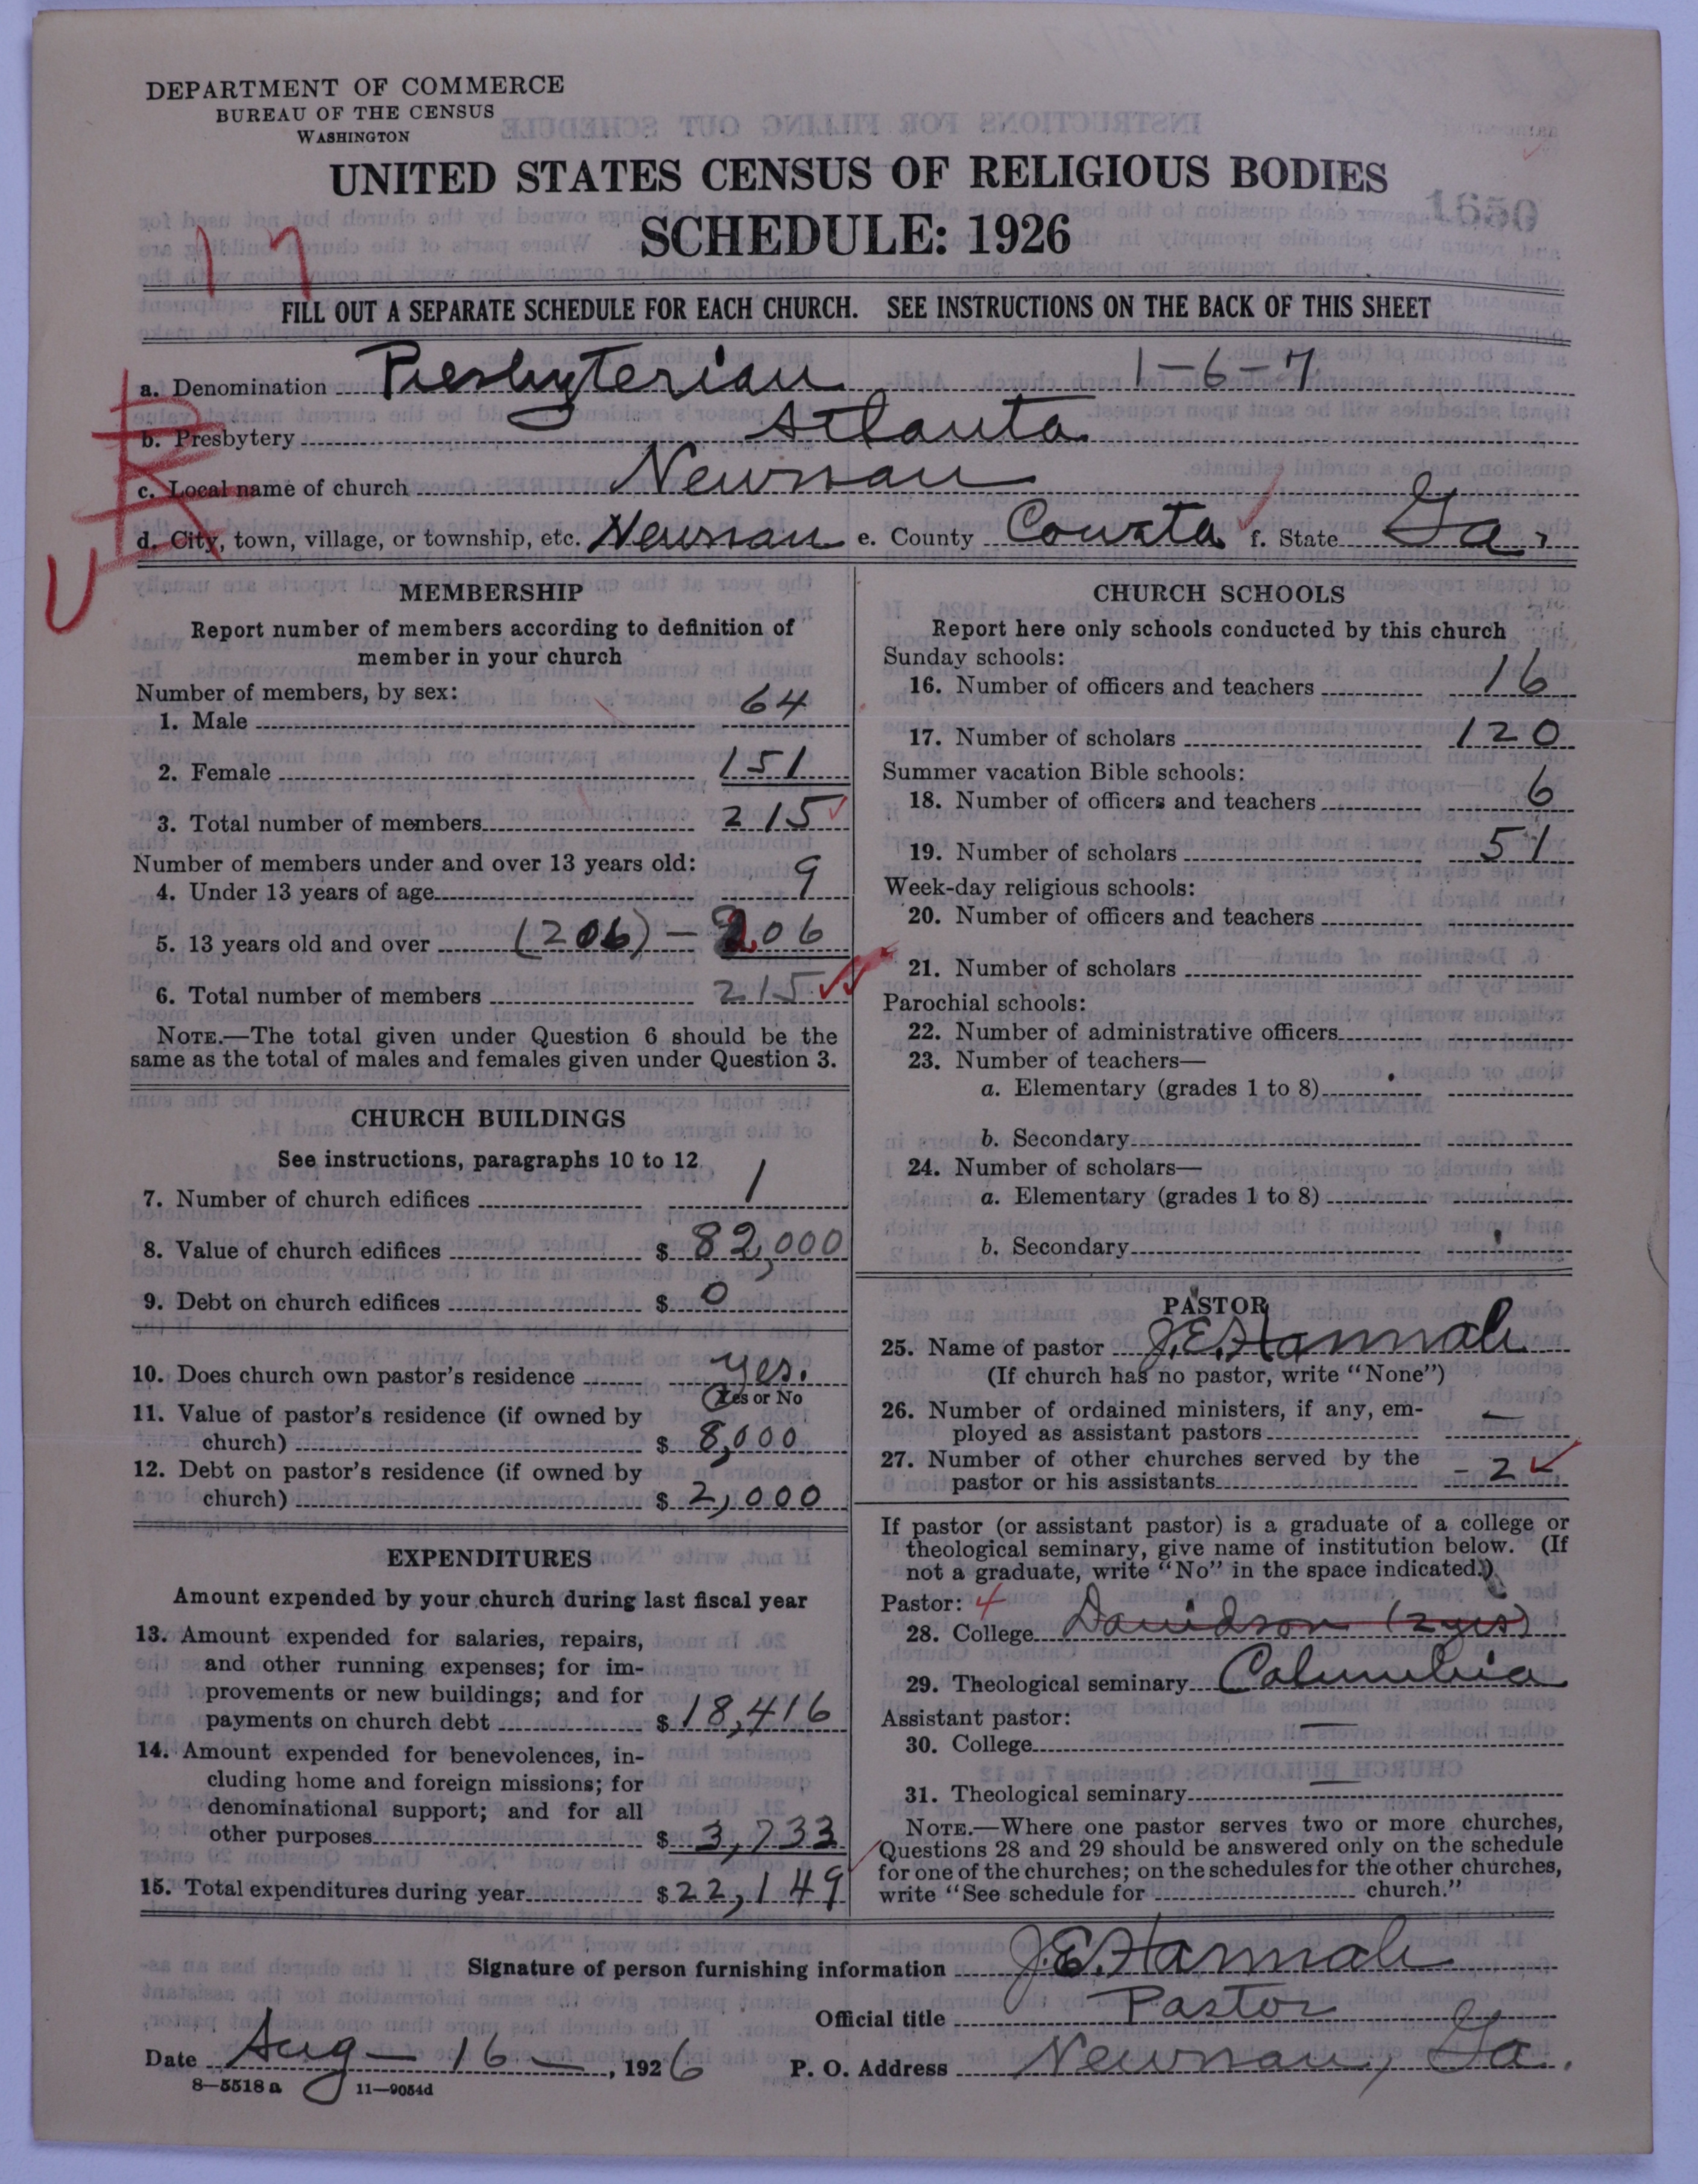 DEPARTMENT OF COMMERCE
BUREAU OF THE CENSUS
WASHINGTON
UNITED STATES CENSUS OF RELIGIOUS BODIES
1650
SCHEDULE: 1926
17
FILL OUT A SEPARATE SCHEDULE FOR EACH CHURCH. SEE INSTRUCTIONS ON THE BACK OF THIS SHEET
a. Denomination Presbyterian 1-6-7
b. Presbytery Atlanta
c. Local name of church Newnan
d. City, town, village, or township, etc. Newnan e. County Coweta f. State Ga.
MEMBERSHIP
Report number of members according to definition of
member in your church
Number of members, by sex:
1. Male 64
2. Female 151
3. Total number of members 215
Number of members under and over 13 years old:
4. Under 13 years of age 9
5. 13 years old and over (206) — 206
6. Total number of members 215
NOTE.—The total given under Question 6 should be the
same as the total of males and females given under Question 3.
CHURCH BUILDINGS
See instructions, paragraphs 10 to 12
7. Number of church edifices 1
8. Value of church edifices $ 82,000
9. Debt on church edifices $ 0
10. Does church own pastor's residence yes.
Yes or No
11. Value of pastor's residence (if owned by
church) $ 8,000
12. Debt on pastor's residence (if owned by
church) $ 2,000
EXPENDITURES
Amount expended by your church during last fiscal year
13. Amount expended for salaries, repairs,
and other running expenses; for im-
provements or new buildings; and for
payments on church debt $ 18,416
14. Amount expended for benevolences, in-
cluding home and foreign missions; for
denominational support; and for all
other purposes $ 3,733
15. Total expenditures during year $ 22,149
CHURCH SCHOOLS
Report here only schools conducted by this church
Sunday schools:
16. Number of officers and teachers 16
17. Number of scholars 120
Summer vacation Bible schools:
18. Number of officers and teachers 6
19. Number of scholars 51
Week-day religious schools:
20. Number of officers and teachers
21. Number of scholars
Parochial schools:
22. Number of administrative officers
23. Number of teachers—
a. Elementary (grades 1 to 8)
b. Secondary
24. Number of scholars—
a. Elementary (grades 1 to 8)
b. Secondary
PASTOR
25. Name of pastor J.E. Hannah
(If church has no pastor, write "None")
26. Number of ordained ministers, if any, em-
ployed as assistant pastors —
27. Number of other churches served by the
pastor or his assistants - 2
If pastor (or assistant pastor) is a graduate of a college or
theological seminary, give name of institution below. (If
not a graduate, write "No" in the space indicated.)
Pastor: 4
28. College Davidson (2 yrs)
29. Theological seminary Columbia
Assistant pastor:
30. College —
31. Theological seminary —
NOTE.—Where one pastor serves two or more churches,
Questions 28 and 29 should be answered only on the schedule
for one of the churches; on the schedules for the other churches,
write "See schedule for church."
Signature of person furnishing information J.E. Hannah
Official title Pastor
Date Aug — 16 —, 1926 P. O. Address Newnan, Ga.
8—5518 a 11—9054d